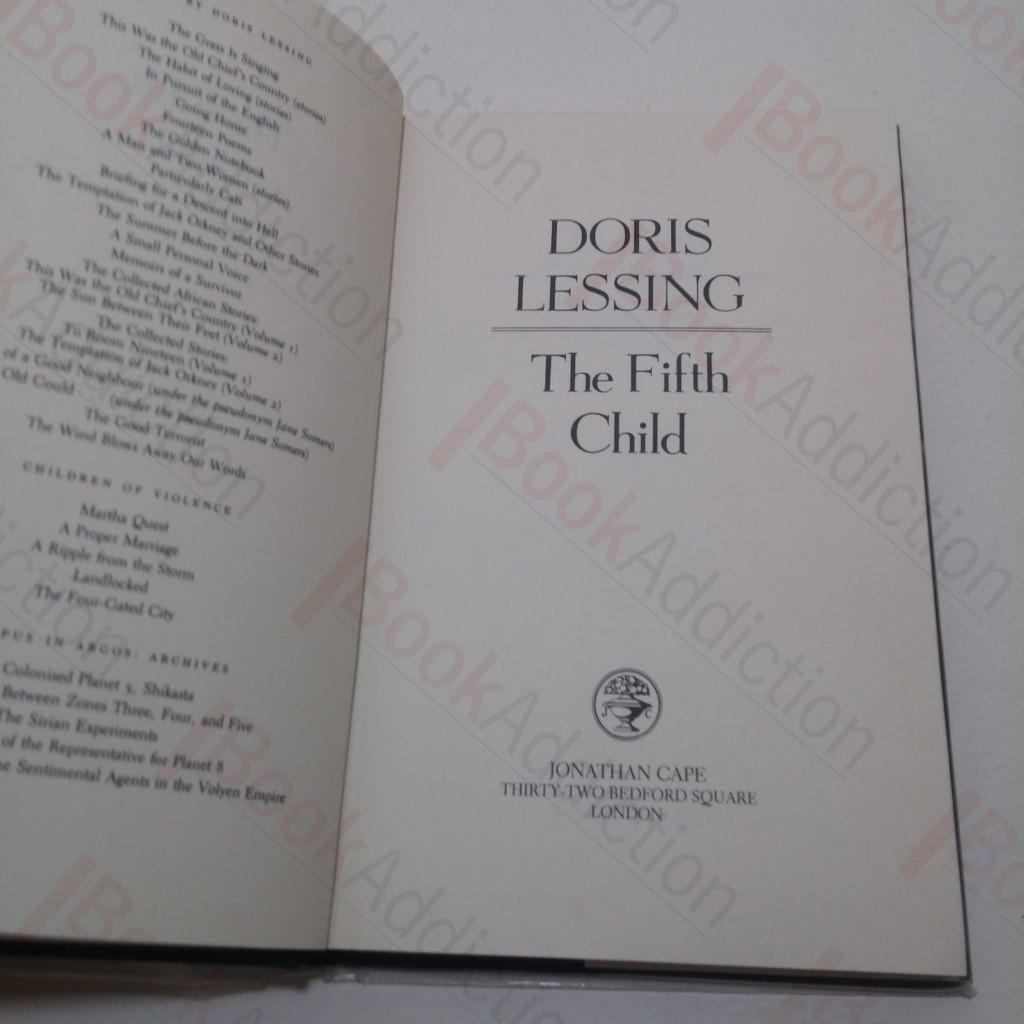 BY DORIS LESSING
The Grass Is Singing
This Was the Old Chief's Country (stories)
The Habit of Loving (stories)
In Pursuit of the English
Going Home
Fourteen Poems
The Golden Notebook
A Man and Two Women (stories)
Particularly Cats
Briefing for a Descent into Hell
The Temptation of Jack Orkney and Other Stories
The Summer Before the Dark
A Small Personal Voice
Memoirs of a Survivor
The Collected African Stories:
This Was the Old Chief's Country (Volume 1)
The Sun Between Their Feet (Volume 2)
The Collected Stories:
To Room Nineteen (Volume 1)
The Temptation of Jack Orkney (Volume 2)
of a Good Neighbour (under the pseudonym Jane Somers)
Old Could (under the pseudonym Jane Somers)
The Good Terrorist
The Wind Blows Away Our Words
CHILDREN OF VIOLENCE
Martha Quest
A Proper Marriage
A Ripple from the Storm
Landlocked
The Four-Gated City
PUS IN ARGOS: ARCHIVES
Colonised Planet 5, Shikasta
Between Zones Three, Four, and Five
The Sirian Experiments
of the Representative for Planet 8
he Sentimental Agents in the Volyen Empire
DORIS
LESSING
The Fifth
Child
J C
JONATHAN CAPE
THIRTY-TWO BEDFORD SQUARE
LONDON
BookAddiction